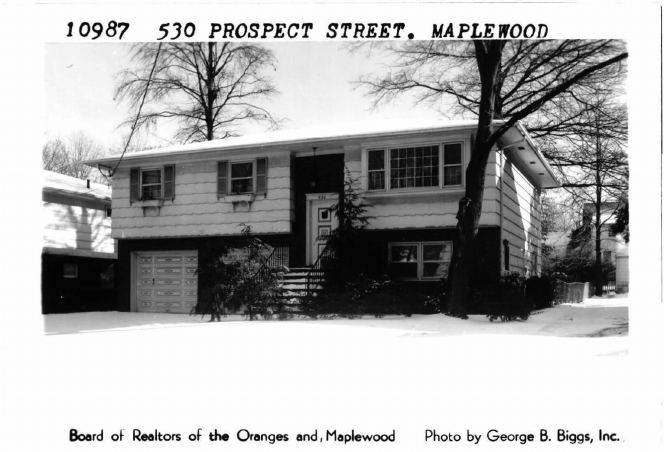 10987 530 PROSPECT STREET. MAPLEWOOD
Board of Realtors of the Oranges and, Maplewood Photo by George B. Biggs, Inc.